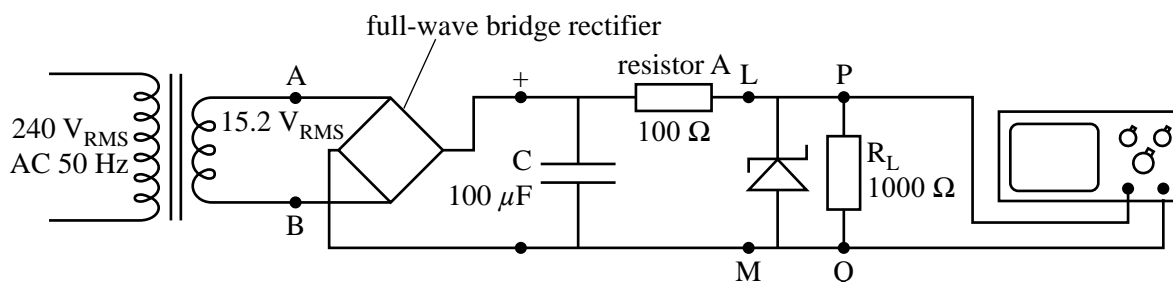 full-wave bridge rectifier
240 V_RMS
AC 50 Hz
A
15.2 V_RMS
B
+
C
100 μF
resistor A
100 Ω
L
P
R_L
1000 Ω
M
O